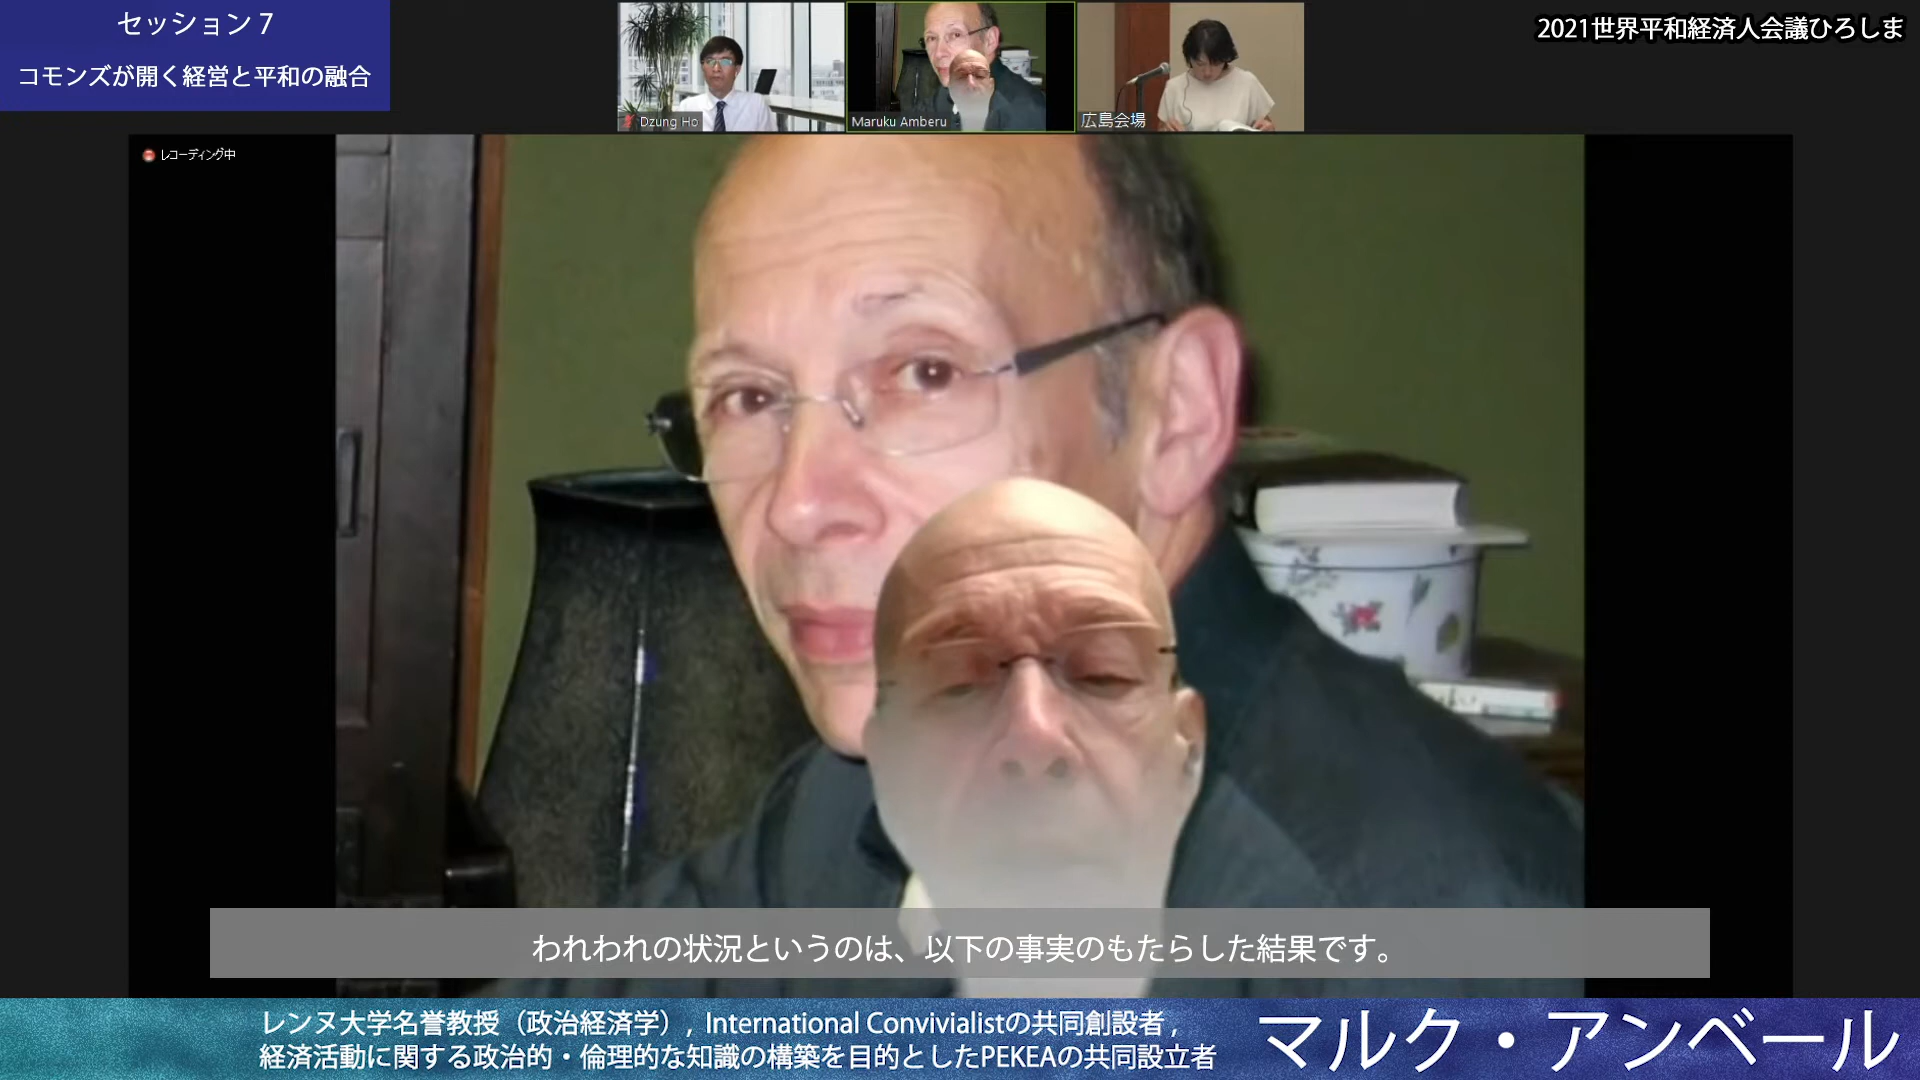 セッション７
コモンズが開く経営と平和の融合
2021世界平和経済人会議ひろしま
Dzung Ho
Maruku Amberu
広島会場
レコーディング中
われわれの状況というのは、以下の事実のもたらした結果です。
レンヌ大学名誉教授（政治経済学）, International Convivialistの共同創設者 ,
経済活動に関する政治的・倫理的な知識の構築を目的としたPEKEAの共同設立者
マルク・アンベール